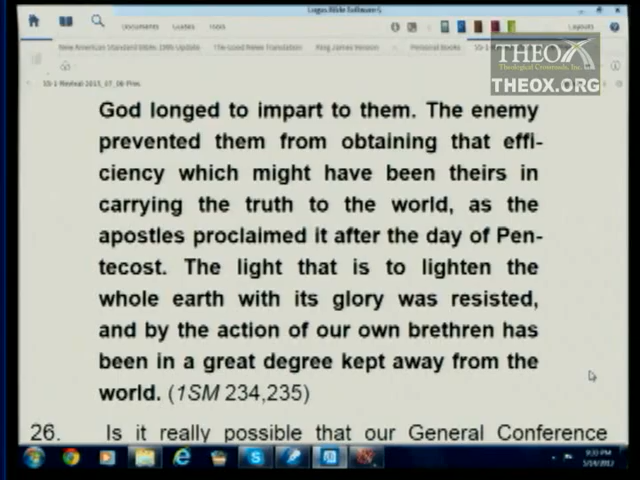 Logos Bible Software 5
Documents Guides Tools
Layouts
New American Standard Bible, 1995 Update The Good News Translation King James Version Personal Books
THEOX
Theological Crossroads, Inc.
THEOX.ORG
God longed to impart to them. The enemy
prevented them from obtaining that effi-
ciency which might have been theirs in
carrying the truth to the world, as the
apostles proclaimed it after the day of Pen-
tecost. The light that is to lighten the
whole earth with its glory was resisted,
and by the action of our own brethren has
been in a great degree kept away from the
world. (1SM 234,235)
26. Is it really possible that our General Conference